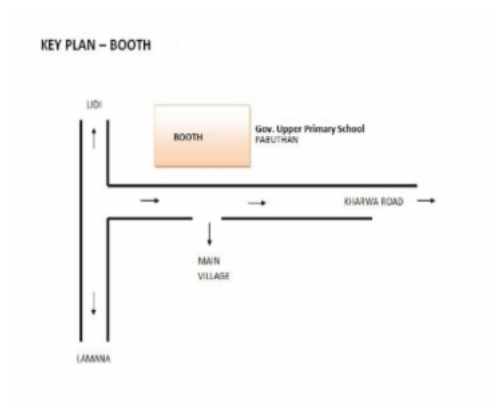 KEY PLAN – BOOTH
LIDI
BOOTH
Gov. Upper Primary School
PABUTHAN
KHARWA ROAD
MAIN
VILLAGE
LAMANA